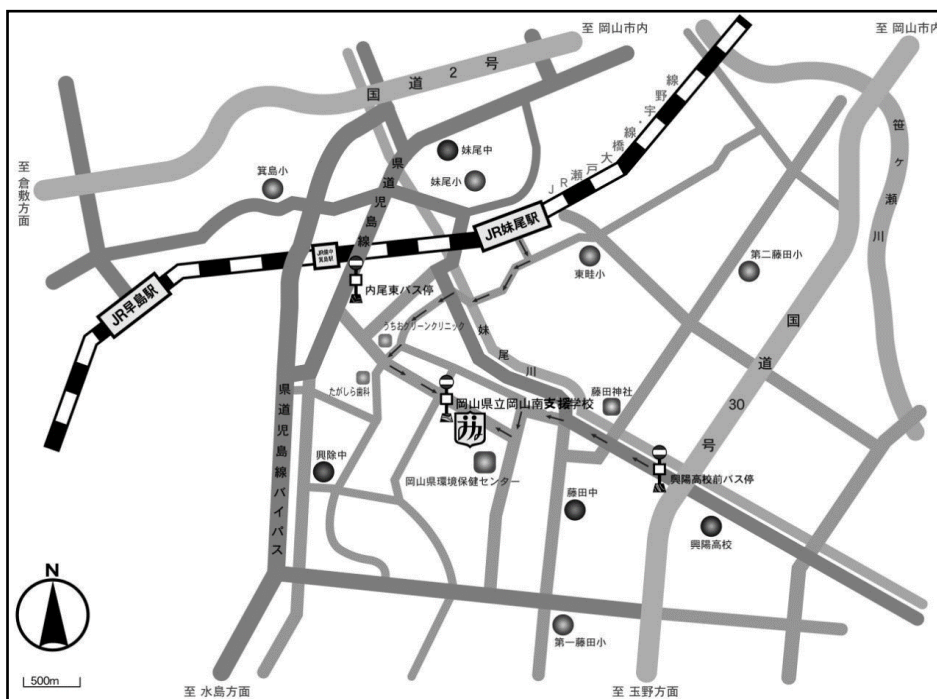 至 岡山市内
至 岡山市内
国道2号
JR瀬戸大橋線・宇野線
笹ヶ瀬川
妹尾中
箕島小
妹尾小
県道児島線
至 倉敷方面
JR妹尾駅
JR備中
箕島駅
東畦小
第二藤田小
JR早島駅
内尾東バス停
うちおグリーンクリニック
妹尾川
国道30号
たがしら歯科
藤田神社
岡山県立岡山南支援学校
県道児島線バイパス
興除中
岡山県環境保健センター
興陽高校前バス停
藤田中
興陽高校
N
第一藤田小
500m
至 水島方面
至 玉野方面